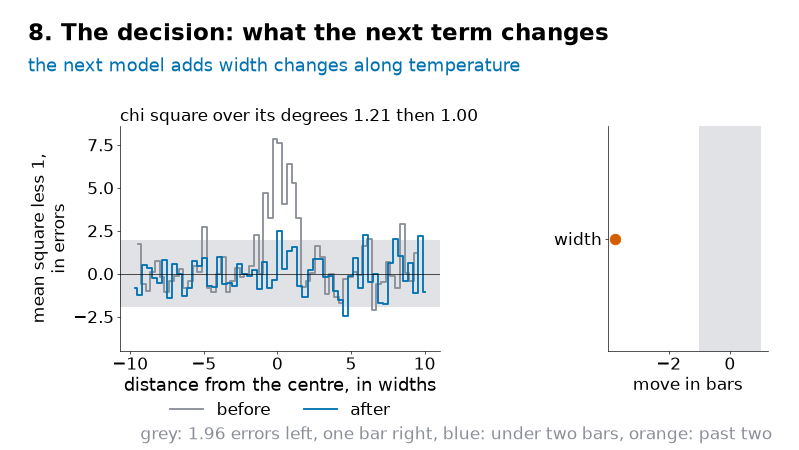 8. The decision: what the next term changes
the next model adds width changes along temperature
chi square over its degrees 1.21 then 1.00
mean square less 1,
in errors
7.5
5.0
2.5
0.0
−2.5
−10
−5
0
5
10
distance from the centre, in widths
before
after
width
−2
0
move in bars
grey: 1.96 errors left, one bar right, blue: under two bars, orange: past two